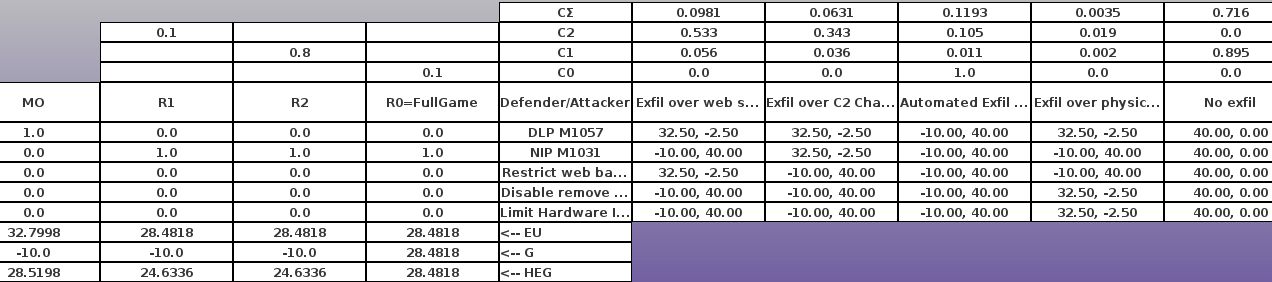 CΣ 0.0981 0.0631 0.1193 0.0035 0.716
0.1 C2 0.533 0.343 0.105 0.019 0.0
0.8 C1 0.056 0.036 0.011 0.002 0.895
0.1 C0 0.0 0.0 1.0 0.0 0.0
MO R1 R2 R0=FullGame Defender/Attacker Exfil over web s... Exfil over C2 Cha... Automated Exfil ... Exfil over physic... No exfil
1.0 0.0 0.0 0.0 DLP M1057 32.50, -2.50 32.50, -2.50 -10.00, 40.00 32.50, -2.50 40.00, 0.00
0.0 1.0 1.0 1.0 NIP M1031 -10.00, 40.00 32.50, -2.50 -10.00, 40.00 -10.00, 40.00 40.00, 0.00
0.0 0.0 0.0 0.0 Restrict web ba... 32.50, -2.50 -10.00, 40.00 -10.00, 40.00 -10.00, 40.00 40.00, 0.00
0.0 0.0 0.0 0.0 Disable remove ... -10.00, 40.00 -10.00, 40.00 -10.00, 40.00 32.50, -2.50 40.00, 0.00
0.0 0.0 0.0 0.0 Limit Hardware I... -10.00, 40.00 -10.00, 40.00 -10.00, 40.00 32.50, -2.50 40.00, 0.00
32.7998 28.4818 28.4818 28.4818 <-- EU
-10.0 -10.0 -10.0 28.4818 <-- G
28.5198 24.6336 24.6336 28.4818 <-- HEG